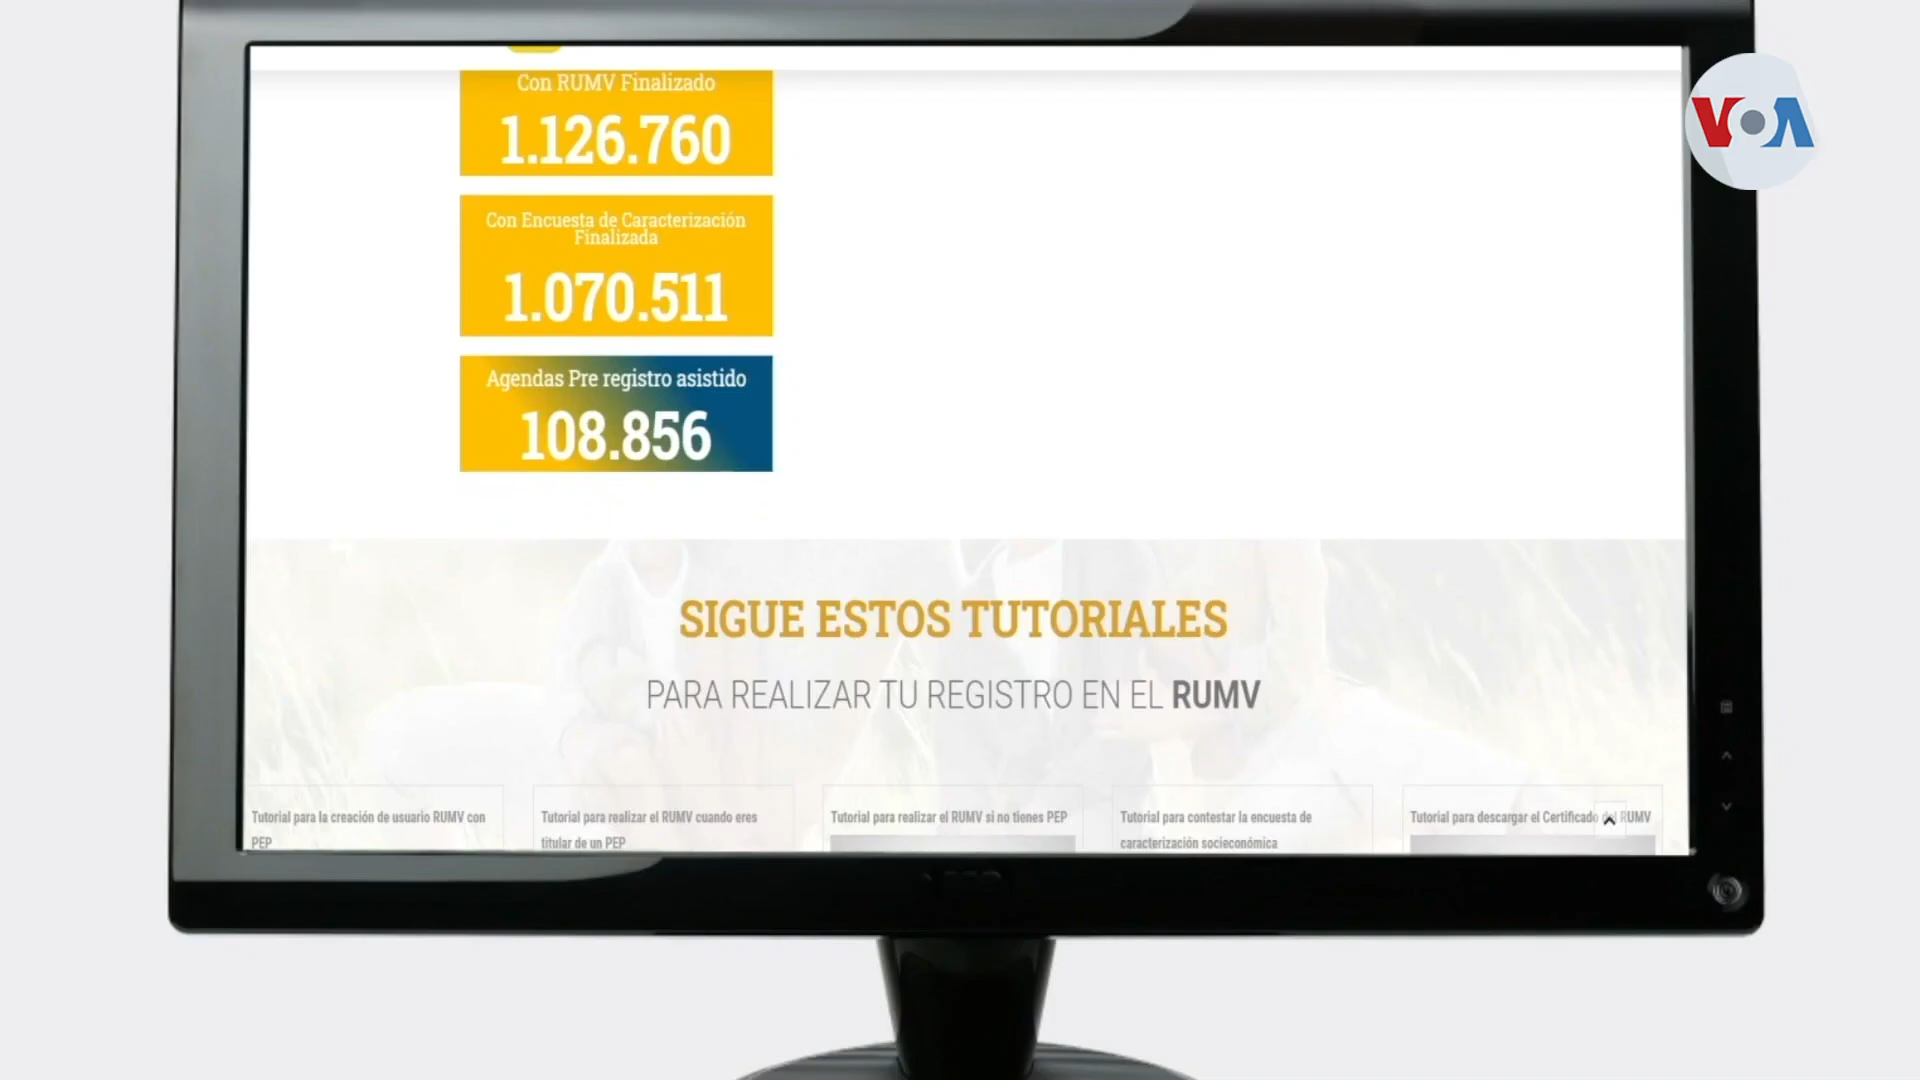 Con RUMV Finalizado
1.126.760
Con Encuesta de Caracterización
Finalizada
1.070.511
Agendas Pre registro asistido
108.856
VOA
SIGUE ESTOS TUTORIALES
PARA REALIZAR TU REGISTRO EN EL RUMV
Tutorial para la creación de usuario RUMV con
PEP
Tutorial para realizar el RUMV cuando eres
titular de un PEP
Tutorial para realizar el RUMV si no tienes PEP
Tutorial para contestar la encuesta de
caracterización socieconómica
Tutorial para descargar el Certificado del RUMV